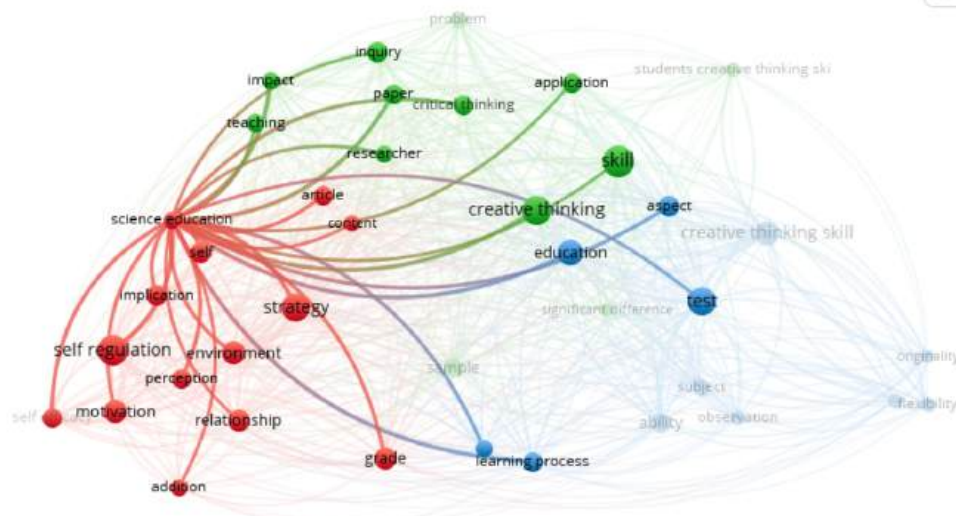 problem
inquiry
impact
students creative thinking ski
application
paper
critical thinking
teaching
researcher
skill
article
science education
content
creative thinking
aspect
creative thinking skill
self
education
implication
strategy
test
significant difference
self regulation
environment
originality
perception
sample
subject
motivation
relationship
self
flexibility
ability
observation
grade
learning process
addition